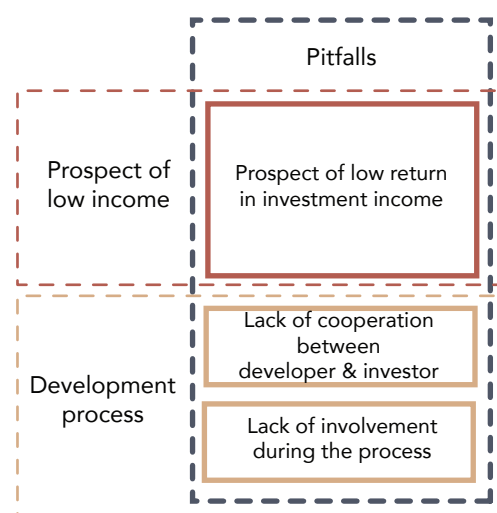 Pitfalls
Prospect of
low income
Prospect of low return
in investment income
Development
process
Lack of cooperation
between
developer & investor
Lack of involvement
during the process